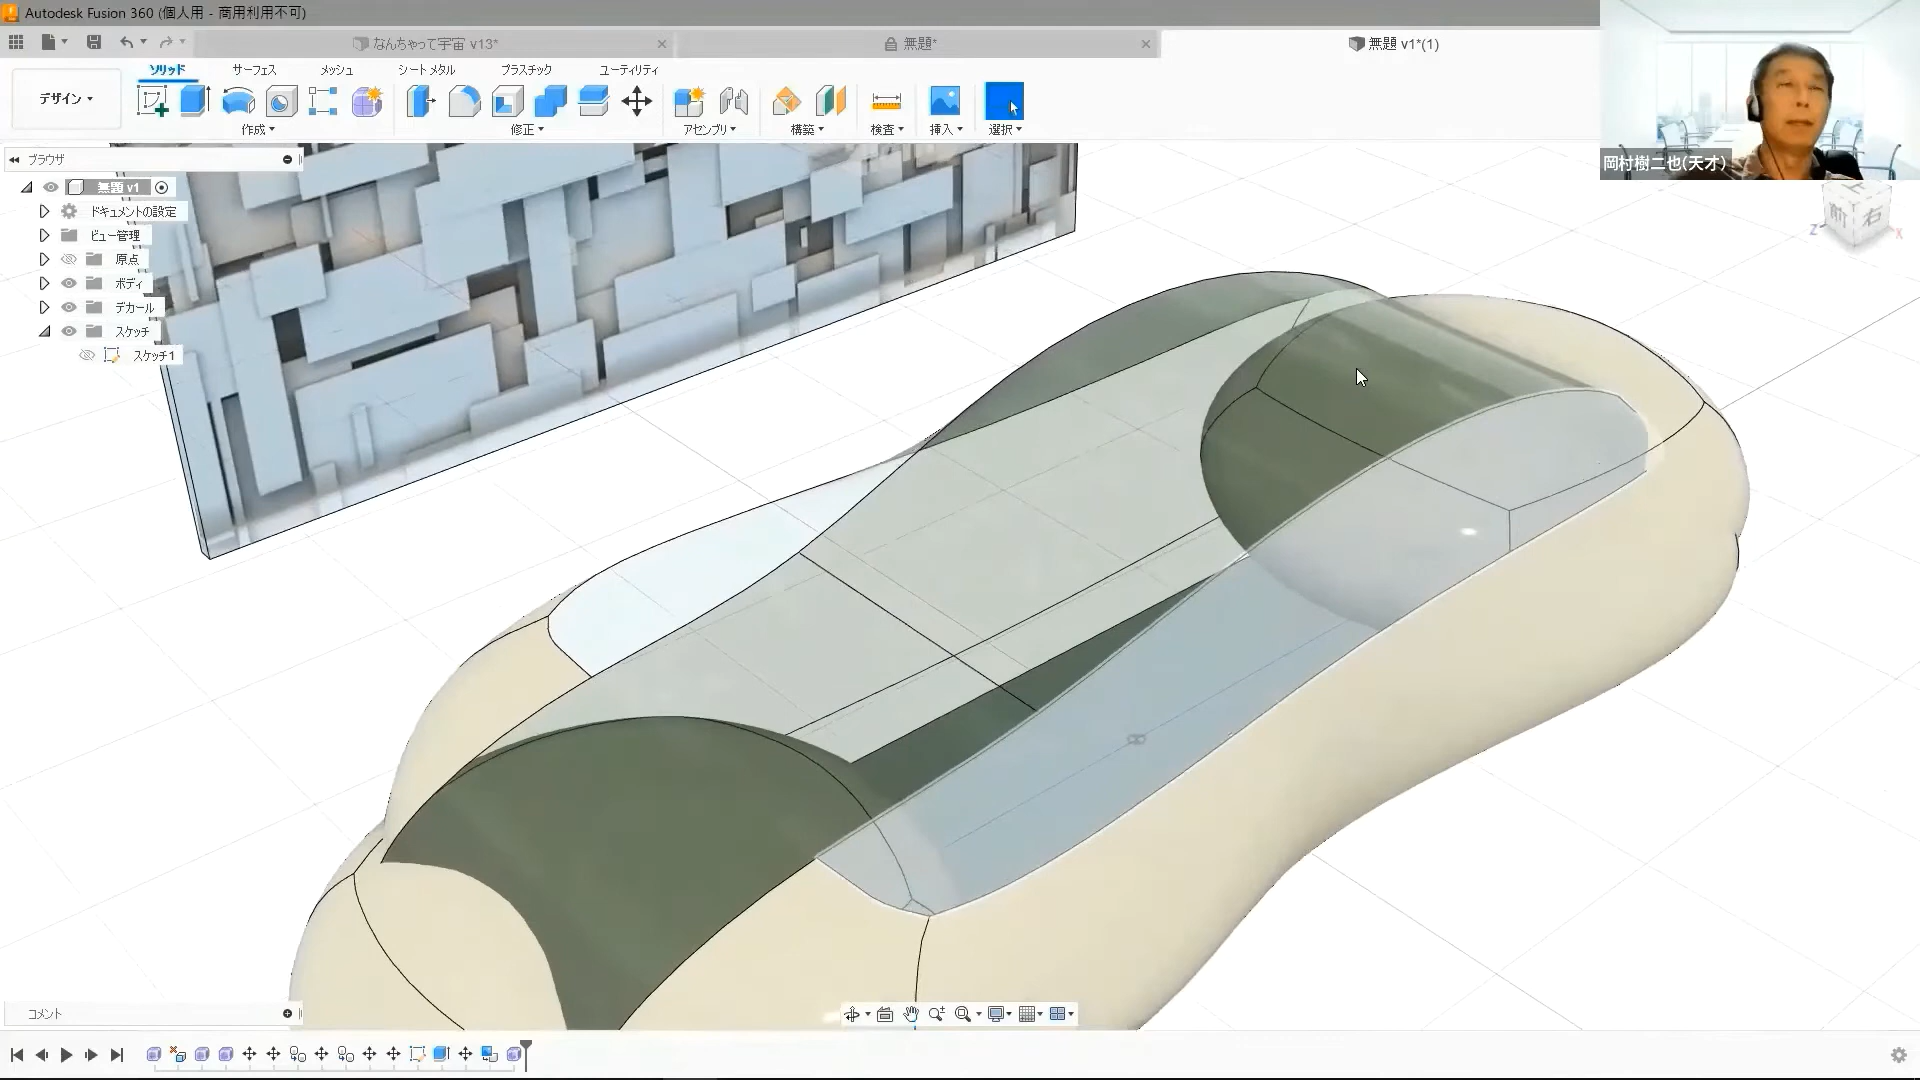 Autodesk Fusion 360 (個人用 - 商用利用不可)
なんちゃって宇宙 v13*
無題*
無題 v1*(1)
ソリッド
サーフェス
メッシュ
シート メタル
プラスチック
ユーティリティ
デザイン
作成
修正
アセンブリ
構築
検査
挿入
選択
岡村樹二也(天才)
ブラウザ
無題 v1
ドキュメントの設定
ビュー管理
原点
ボディ
デカール
スケッチ
スケッチ1
上
前
右
Z
X
コメント